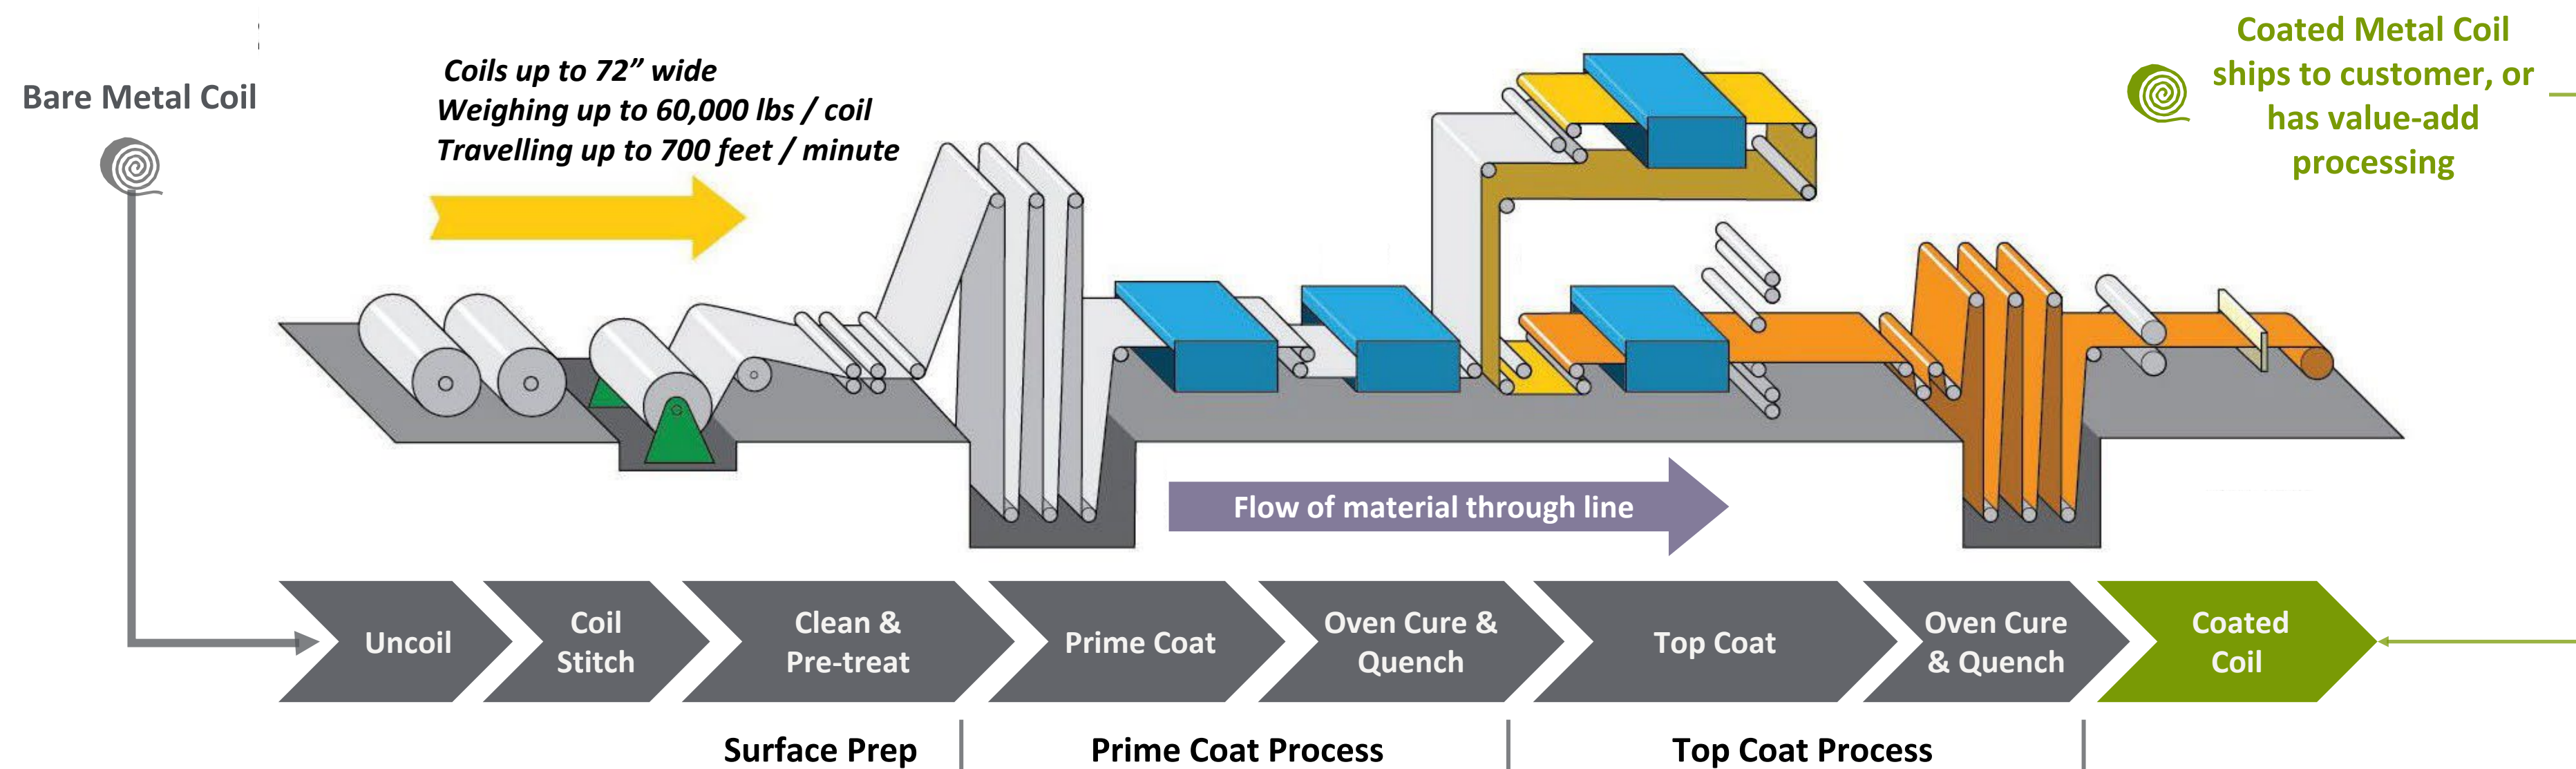 Bare Metal Coil
Coils up to 72” wide
Weighing up to 60,000 lbs / coil
Travelling up to 700 feet / minute
Coated Metal Coil
ships to customer, or
has value-add
processing
Flow of material through line
Uncoil
Coil
Stitch
Clean &
Pre-treat
Prime Coat
Oven Cure &
Quench
Top Coat
Oven Cure
& Quench
Coated
Coil
Surface Prep
Prime Coat Process
Top Coat Process